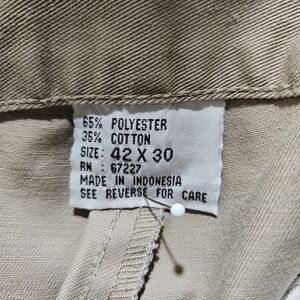 65% POLYESTER
35% COTTON
SIZE: 42 X 30
RN : 67227
MADE IN INDONESIA
SEE REVERSE FOR CARE